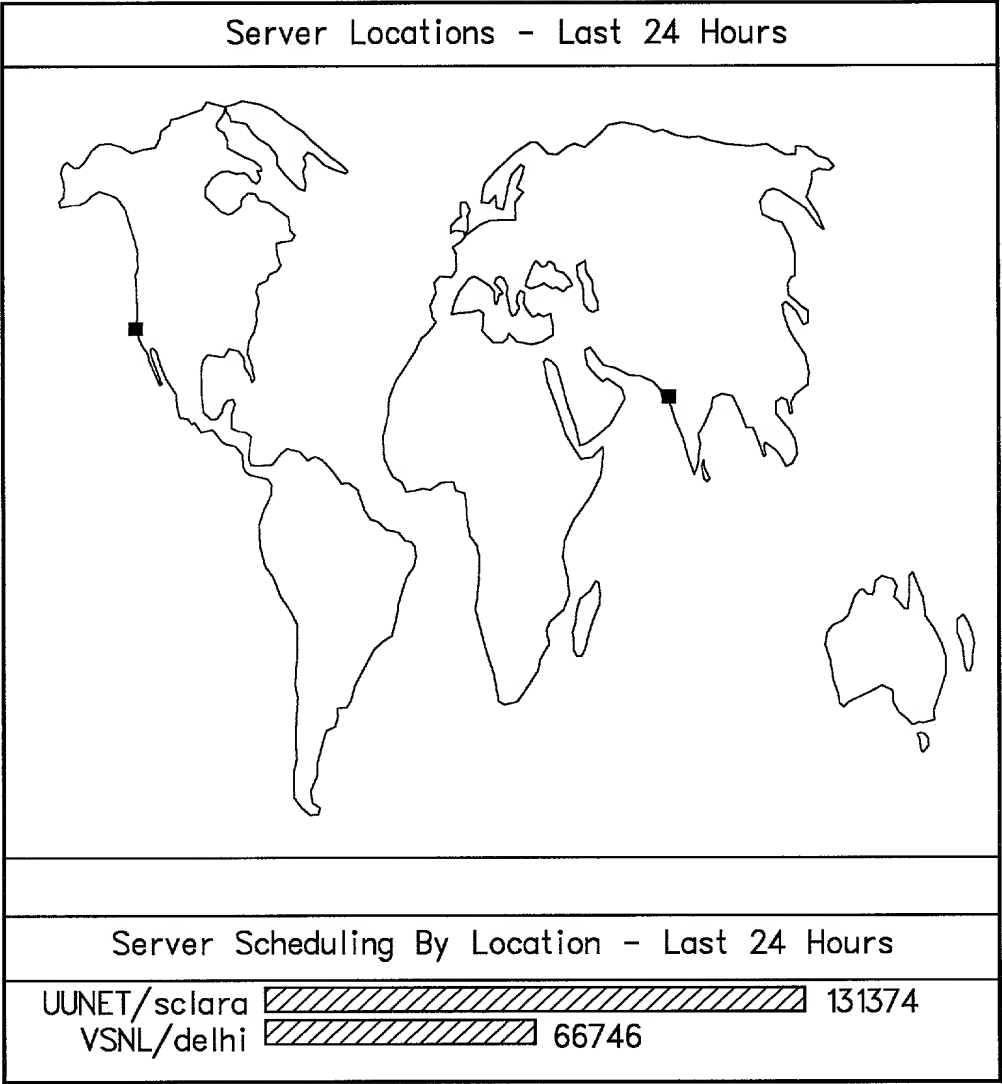 Server Locations - Last 24 Hours
Server Scheduling By Location - Last 24 Hours
UUNET/sclara 131374
VSNL/delhi 66746